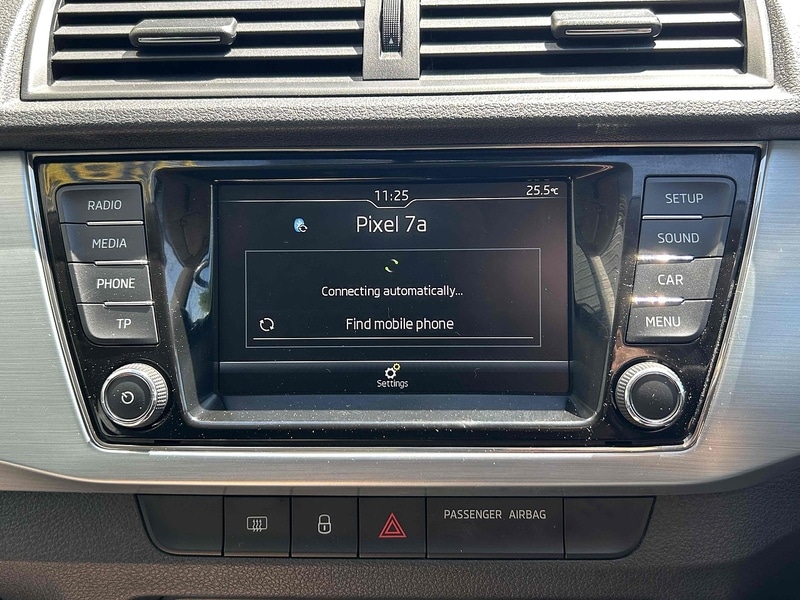 11:25
25.5°C
Pixel 7a
Connecting automatically...
Find mobile phone
Settings
RADIO
MEDIA
PHONE
TP
SETUP
SOUND
CAR
MENU
PASSENGER AIRBAG